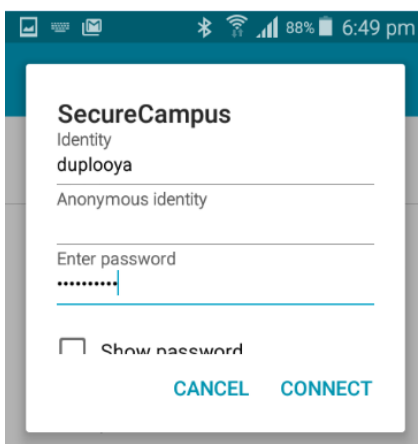 88% 6:49 pm
SecureCampus
Identity
duplooya
Anonymous identity
Enter password
••••••••••
Show password
CANCEL CONNECT